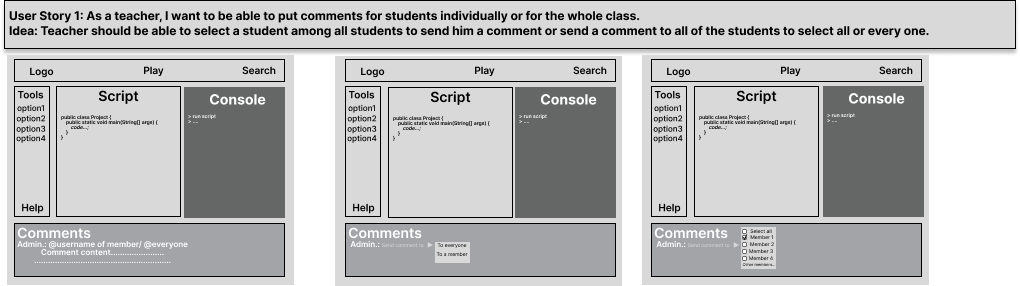 User Story 1: As a teacher, I want to be able to put comments for students individually or for the whole class.
Idea: Teacher should be able to select a student among all students to send him a comment or send a comment to all of the students to select all or every one.
Logo Play Search
Tools
option1
option2
option3
option4
Help
Script
public class Project {
public static void main(String[] args) {
code...;
}
}
Console
> run script
> ...
Comments
Admin.: @username of member/ @everyone
Comment content.......................
..........................................................
Logo Play Search
Tools
option1
option2
option3
option4
Help
Script
public class Project {
public static void main(String[] args) {
code...;
}
}
Console
> run script
> ...
Comments
Admin.: Send comment to
To everyone
To a member
Logo Play Search
Tools
option1
option2
option3
option4
Help
Script
public class Project {
public static void main(String[] args) {
code...;
}
}
Console
> run script
> ...
Comments
Admin.: Send comment to
Select all
Member 1
Member 2
Member 3
Member 4
Other members...